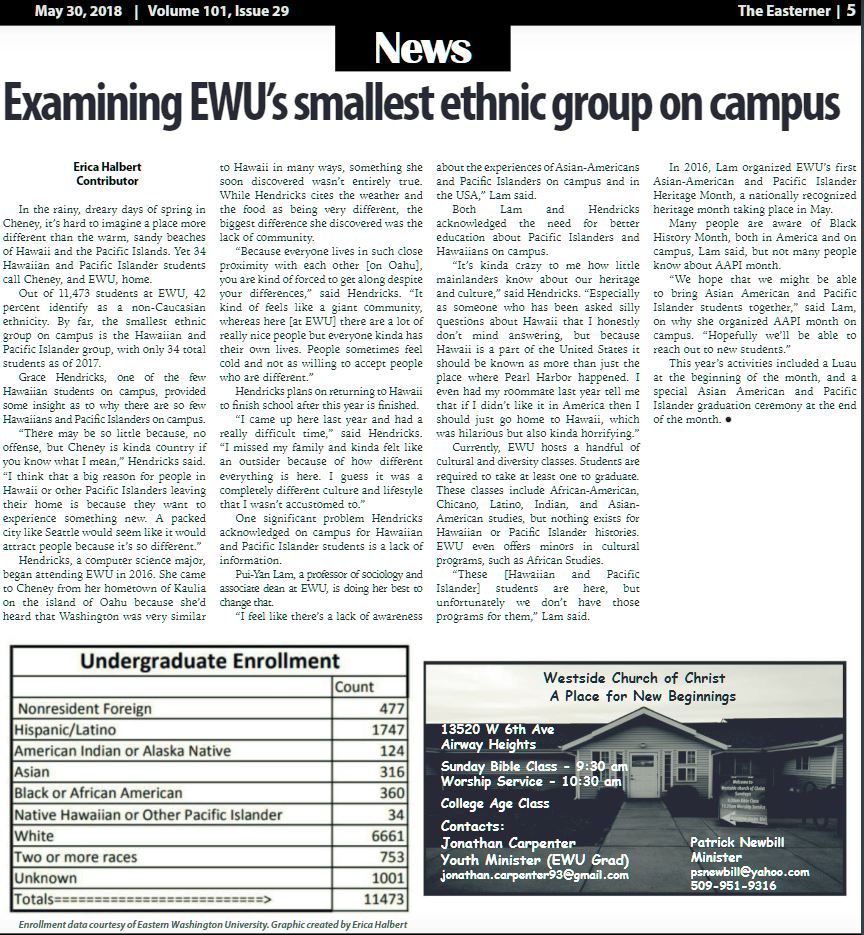 May 30, 2018 | Volume 101, Issue 29
The Easterner | 5
News
Examining EWU's smallest ethnic group on campus
Erica Halbert
Contributor
In the rainy, dreary days of spring in
Cheney, it's hard to imagine a place more
different than the warm, sandy beaches
of Hawaii and the Pacific Islands. Yet 34
Hawaiian and Pacific Islander students
call Cheney, and EWU, home.
Out of 11,473 students at EWU, 42
percent identify as a non-Caucasian
ethnicity. By far, the smallest ethnic
group on campus is the Hawaiian and
Pacific Islander group, with only 34 total
students as of 2017.
Grace Hendricks, one of the few
Hawaiian students on campus, provided
some insight as to why there are so few
Hawaiians and Pacific Islanders on campus.
"There may be so little because, no
offense, but Cheney is kinda country if
you know what I mean," Hendricks said.
"I think that a big reason for people in
Hawaii or other Pacific Islanders leaving
their home is because they want to
experience something new. A packed
city like Seattle would seem like it would
attract people because it's so different."
Hendricks, a computer science major,
began attending EWU in 2016. She came
to Cheney from her hometown of Kaulia
on the island of Oahu because she'd
heard that Washington was very similar
to Hawaii in many ways, something she
soon discovered wasn't entirely true.
While Hendricks cites the weather and
the food as being very different, the
biggest difference she discovered was the
lack of community.
"Because everyone lives in such close
proximity with each other [on Oahu],
you are kind of forced to get along despite
your differences," said Hendricks. "It
kind of feels like a giant community,
whereas here [at EWU] there are a lot of
really nice people but everyone kinda has
their own lives. People sometimes feel
cold and not as willing to accept people
who are different."
Hendricks plans on returning to Hawaii
to finish school after this year is finished.
"I came up here last year and had a
really difficult time," said Hendricks.
"I missed my family and kinda felt like
an outsider because of how different
everything is here. I guess it was a
completely different culture and lifestyle
that I wasn't accustomed to."
One significant problem Hendricks
acknowledged on campus for Hawaiian
and Pacific Islander students is a lack of
information.
Pui-Yan Lam, a professor of sociology and
associate dean at EWU, is doing her best to
change that.
"I feel like there's a lack of awareness
about the experiences of Asian-Americans
and Pacific Islanders on campus and in
the USA," Lam said.
Both Lam and Hendricks
acknowledged the need for better
education about Pacific Islanders and
Hawaiians on campus.
"It's kinda crazy to me how little
mainlanders know about our heritage
and culture," said Hendricks. "Especially
as someone who has been asked silly
questions about Hawaii that I honestly
don't mind answering, but because
Hawaii is a part of the United States it
should be known as more than just the
place where Pearl Harbor happened. I
even had my roommate last year tell me
that if I didn't like it in America then I
should just go home to Hawaii, which
was hilarious but also kinda horrifying."
Currently, EWU hosts a handful of
cultural and diversity classes. Students are
required to take at least one to graduate.
These classes include African-American,
Chicano, Latino, Indian, and Asian-
American studies, but nothing exists for
Hawaiian or Pacific Islander histories.
EWU even offers minors in cultural
programs, such as African Studies.
"These [Hawaiian and Pacific
Islander] students are here, but
unfortunately we don't have those
programs for them," Lam said.
In 2016, Lam organized EWU's first
Asian-American and Pacific Islander
Heritage Month, a nationally recognized
heritage month taking place in May.
Many people are aware of Black
History Month, both in America and on
campus, Lam said, but not many people
know about AAPI month.
"We hope that we might be able
to bring Asian American and Pacific
Islander students together," said Lam,
on why she organized AAPI month on
campus. "Hopefully we'll be able to
reach out to new students."
This year's activities included a Luau
at the beginning of the month, and a
special Asian American and Pacific
Islander graduation ceremony at the end
of the month. ●
Undergraduate Enrollment
Count
Nonresident Foreign 477
Hispanic/Latino 1747
American Indian or Alaska Native 124
Asian 316
Black or African American 360
Native Hawaiian or Other Pacific Islander 34
White 6661
Two or more races 753
Unknown 1001
Totals==========================> 11473
Enrollment data courtesy of Eastern Washington University. Graphic created by Erica Halbert
Westside Church of Christ
A Place for New Beginnings
13520 W 6th Ave
Airway Heights
Sunday Bible Class - 9:30 am
Worship Service - 10:30 am
College Age Class
Contacts:
Jonathan Carpenter
Youth Minister (EWU Grad)
jonathan.carpenter93@gmail.com
Patrick Newbill
Minister
psnewbill@yahoo.com
509-951-9316
Welcome to
Westside church of Christ